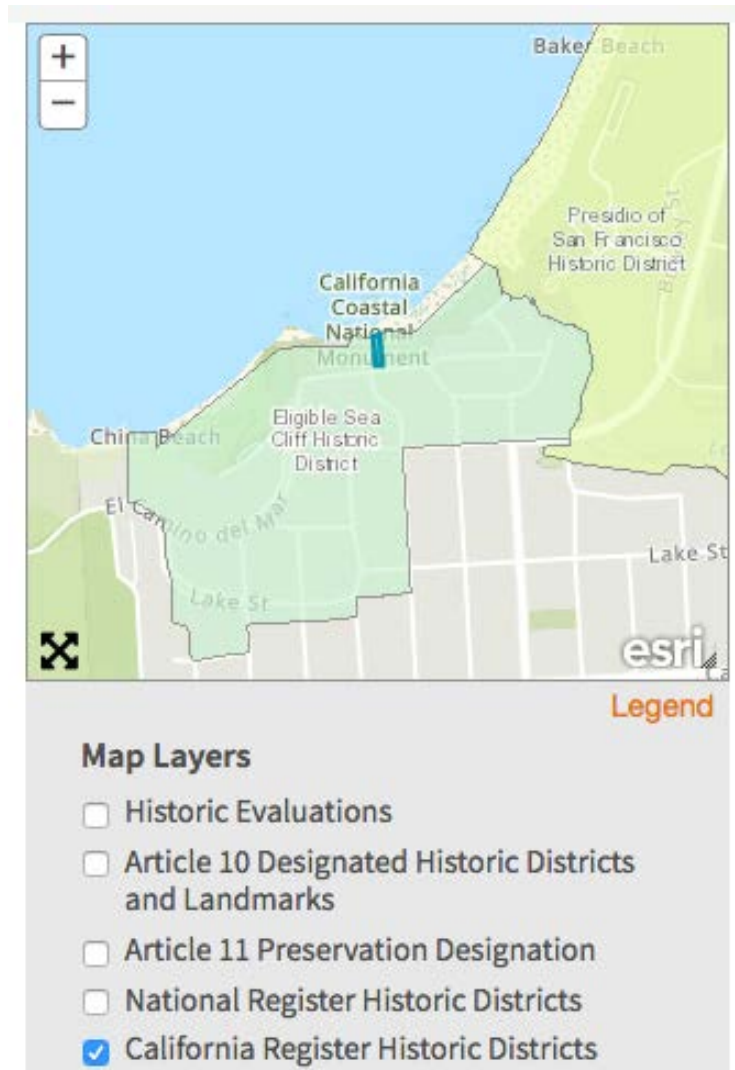 +
−
Baker Beach
Presidio of
San Francisco
Historic District
California
Coastal
National
Monument
Eligible Sea
Cliff Historic
District
China Beach
El Camino del Mar
Lake St
Lake St
esri
Legend
Map Layers
Historic Evaluations
Article 10 Designated Historic Districts
and Landmarks
Article 11 Preservation Designation
National Register Historic Districts
California Register Historic Districts